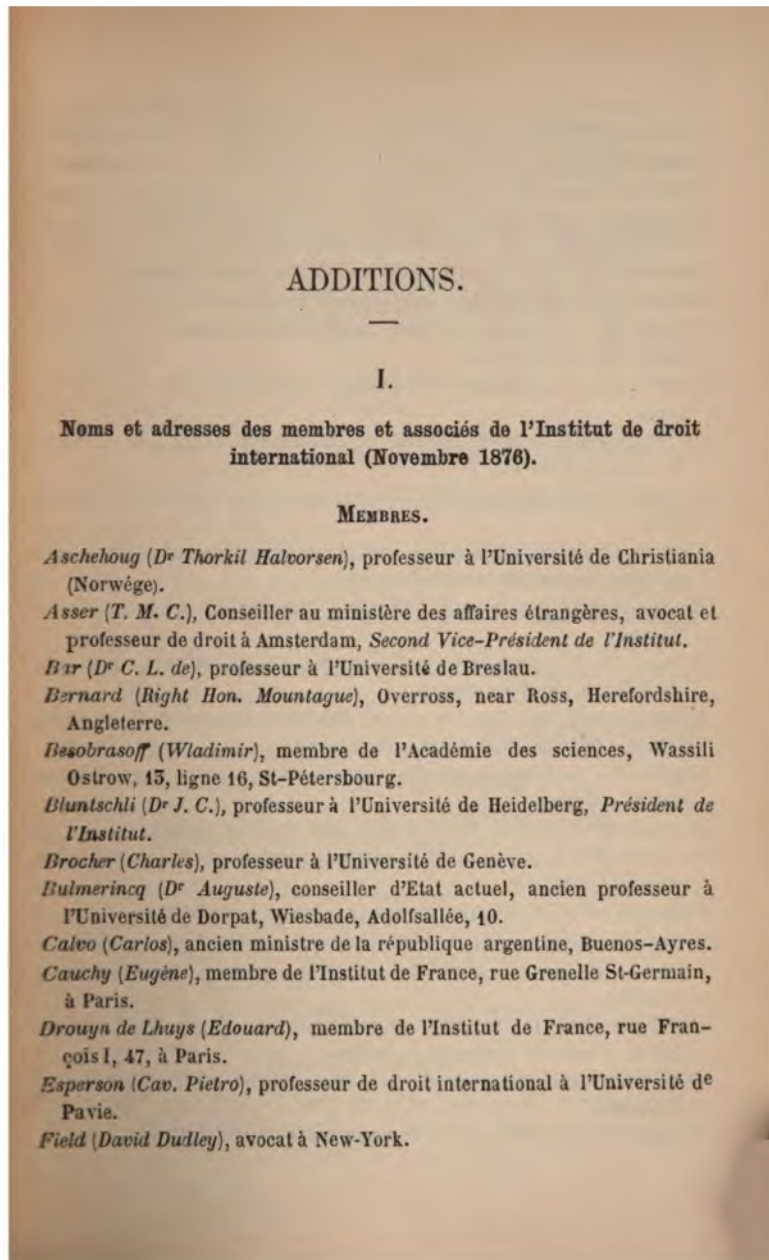 ADDITIONS.
I.
Noms et adresses des membres et associés de l'Institut de droit
international (Novembre 1876).
MEMBRES.
Aschehoug (Dr Thorkil Halvorsen), professeur à l'Université de Christiania
(Norwége).
Asser (T. M. C.), Conseiller au ministère des affaires étrangères, avocat et
professeur de droit à Amsterdam, Second Vice-Président de l'Institut.
Bar (Dr C. L. de), professeur à l'Université de Breslau.
Bernard (Right Hon. Mountague), Overross, near Ross, Herefordshire,
Angleterre.
Besobrasoff (Wladimir), membre de l'Académie des sciences, Wassili
Ostrow, 13, ligne 16, St-Pétersbourg.
Bluntschli (Dr J. C.), professeur à l'Université de Heidelberg, Président de
l'Institut.
Brocher (Charles), professeur à l'Université de Genève.
Bulmerincq (Dr Auguste), conseiller d'Etat actuel, ancien professeur à
l'Université de Dorpat, Wiesbade, Adolfsallée, 10.
Calvo (Carlos), ancien ministre de la république argentine, Buenos-Ayres.
Cauchy (Eugène), membre de l'Institut de France, rue Grenelle St-Germain,
à Paris.
Drouyn de Lhuys (Edouard), membre de l'Institut de France, rue Fran-
çois I, 47, à Paris.
Esperson (Cav. Pietro), professeur de droit international à l'Université de
Pavie.
Field (David Dudley), avocat à New-York.